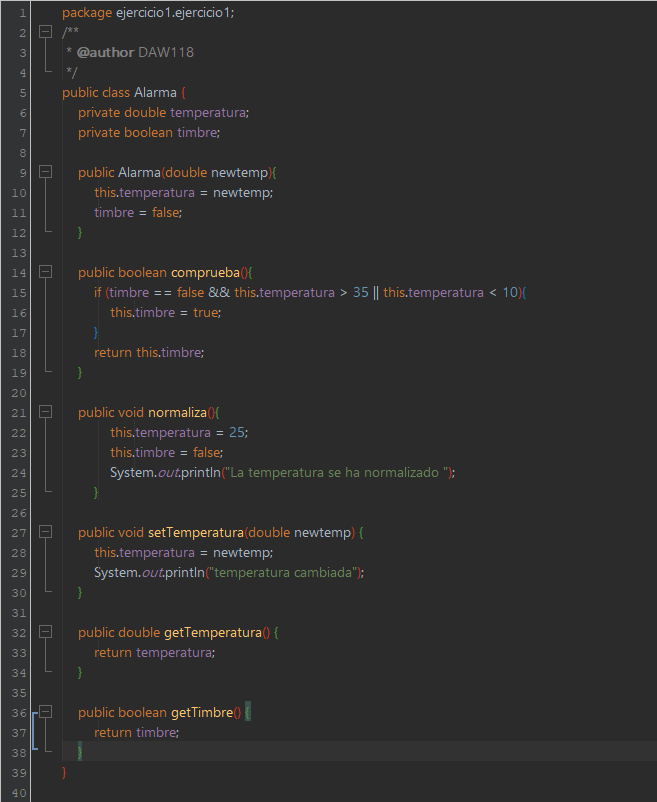 1 package ejercicio1.ejercicio1;
2 /**
3 * @author DAW118
4 */
5 public class Alarma {
6 private double temperatura;
7 private boolean timbre;
8
9 public Alarma(double newtemp){
10 this.temperatura = newtemp;
11 timbre = false;
12 }
13
14 public boolean comprueba(){
15 if (timbre == false && this.temperatura > 35 || this.temperatura < 10){
16 this.timbre = true;
17 }
18 return this.timbre;
19 }
20
21 public void normaliza(){
22 this.temperatura = 25;
23 this.timbre = false;
24 System.out.println("La temperatura se ha normalizado ");
25 }
26
27 public void setTemperatura(double newtemp) {
28 this.temperatura = newtemp;
29 System.out.println("temperatura cambiada");
30 }
31
32 public double getTemperatura() {
33 return temperatura;
34 }
35
36 public boolean getTimbre() {
37 return timbre;
38 }
39 }
40